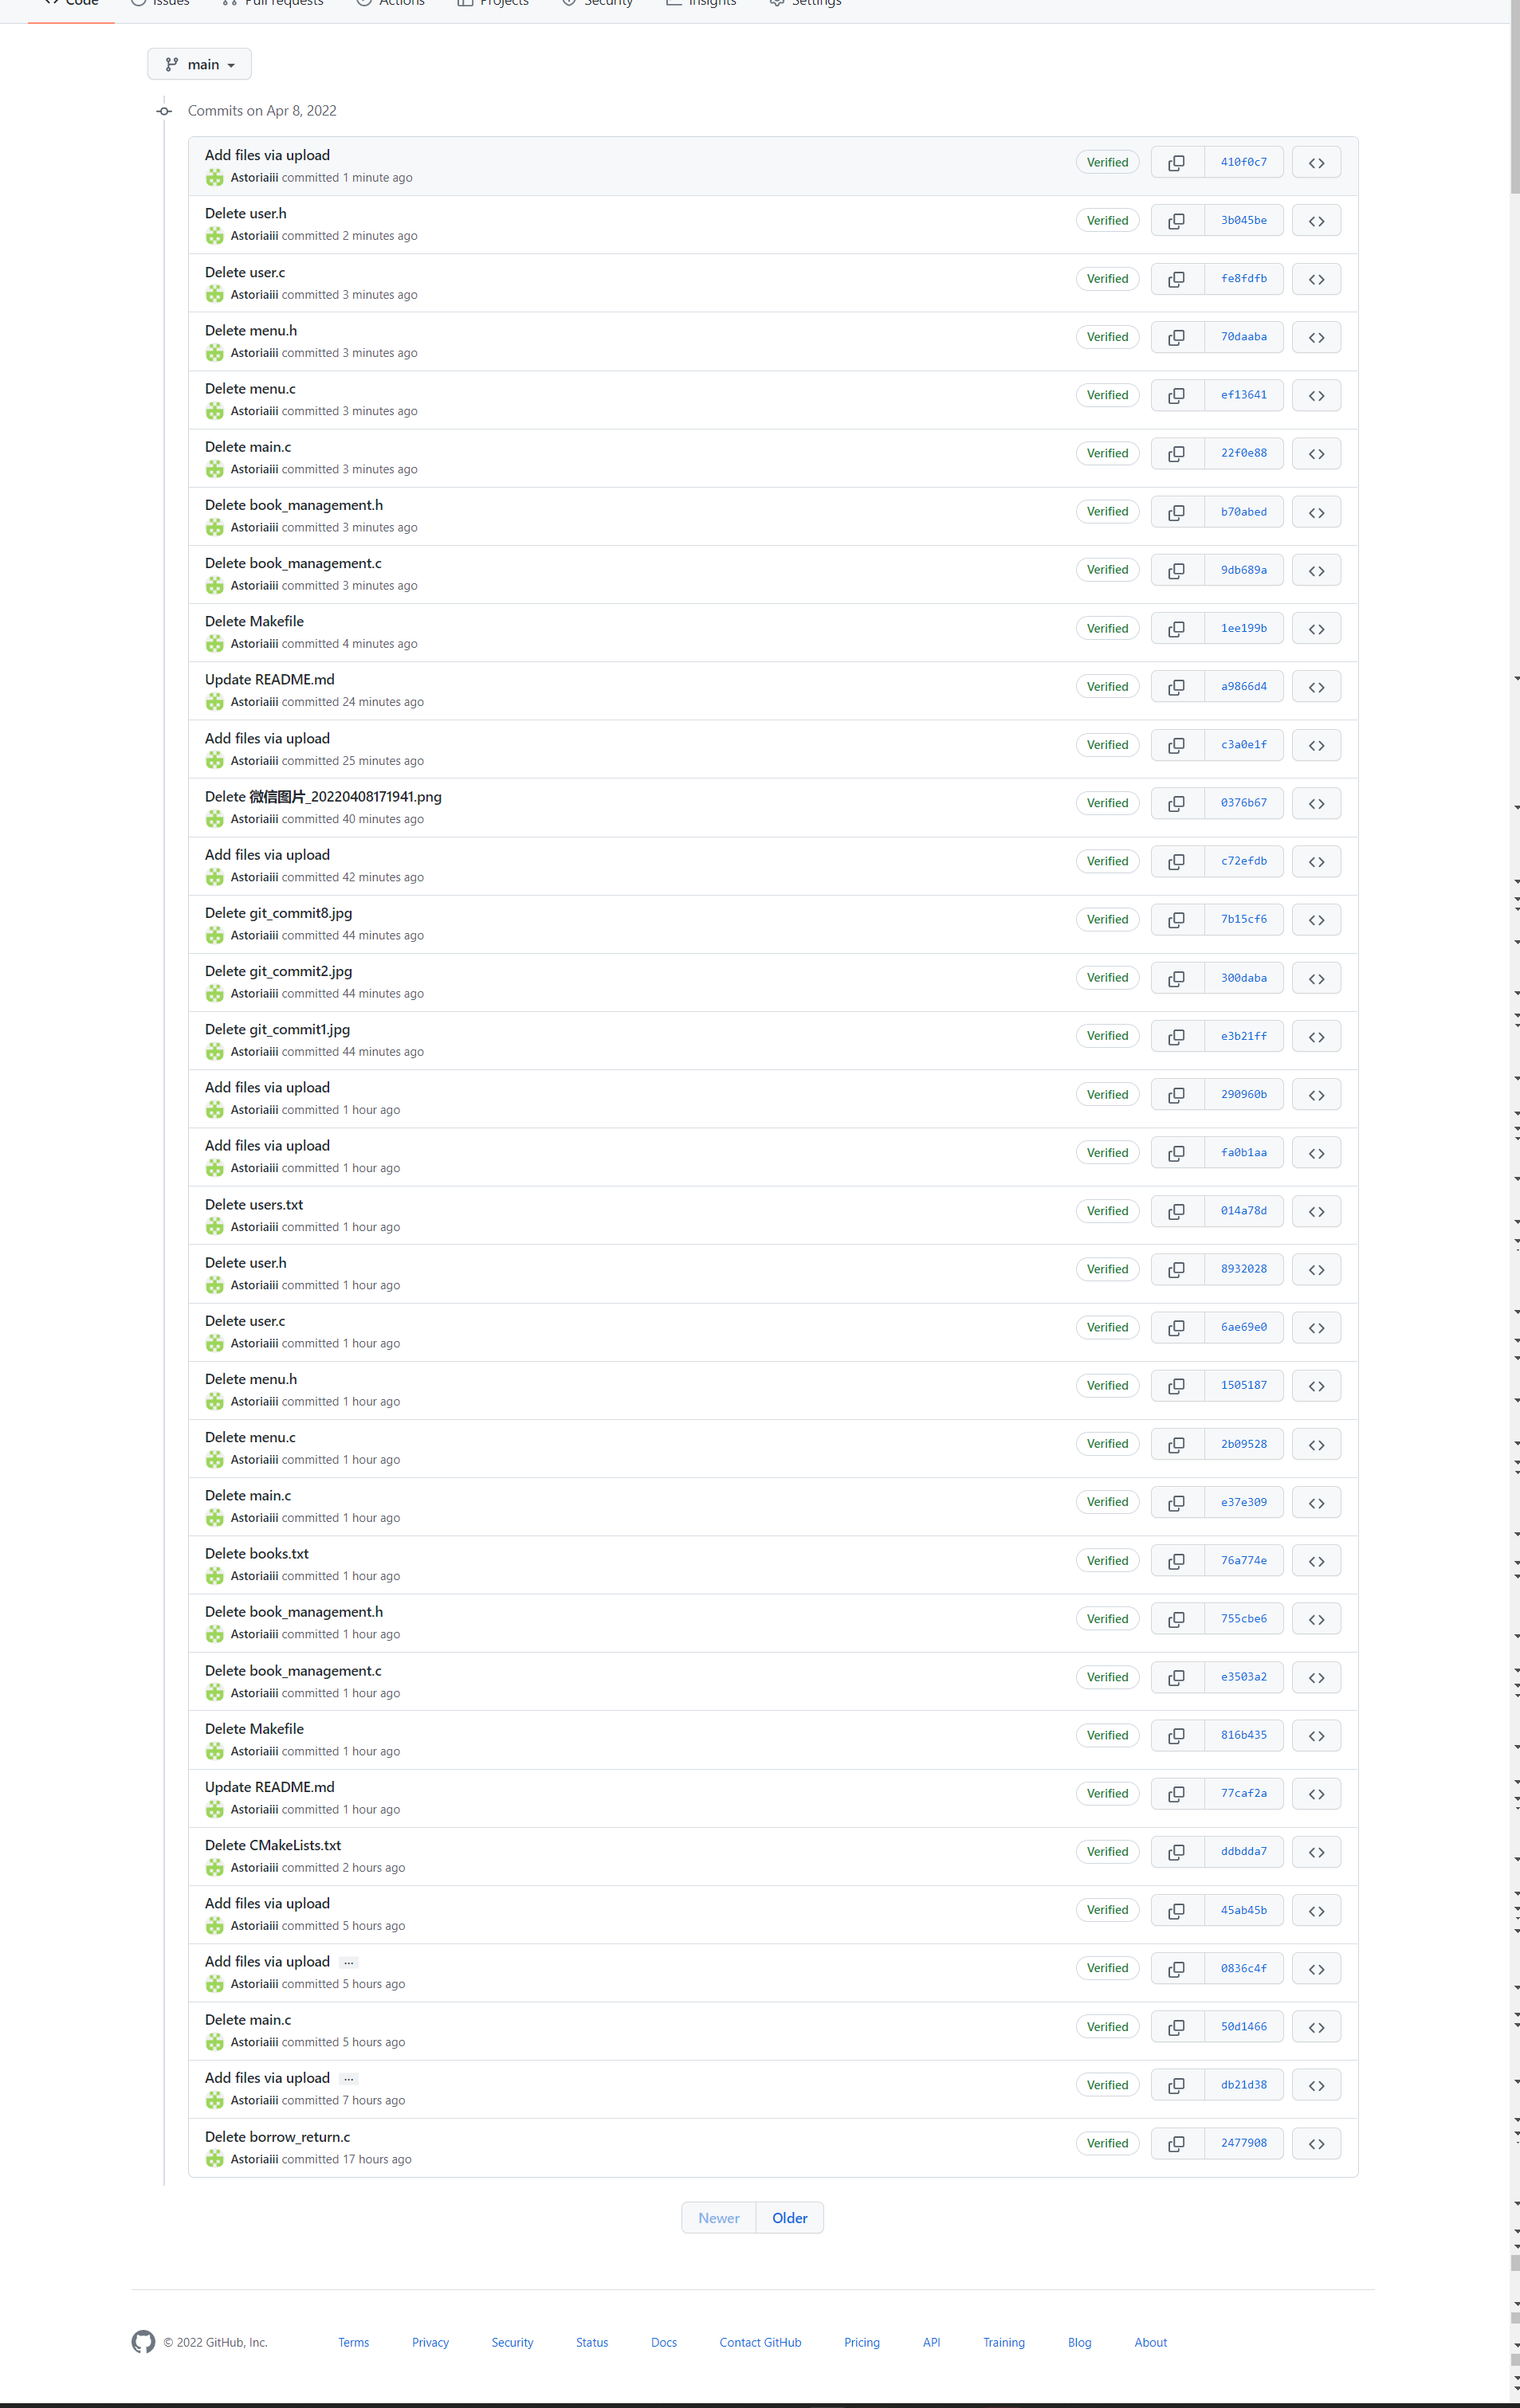 Code Issues Pull requests Actions Projects Security Insights Settings
main
Commits on Apr 8, 2022
Add files via upload
Astoriaiii committed 1 minute ago
Verified 410f0c7
Delete user.h
Astoriaiii committed 2 minutes ago
Verified 3b045be
Delete user.c
Astoriaiii committed 3 minutes ago
Verified fe8fdfb
Delete menu.h
Astoriaiii committed 3 minutes ago
Verified 70daaba
Delete menu.c
Astoriaiii committed 3 minutes ago
Verified ef13641
Delete main.c
Astoriaiii committed 3 minutes ago
Verified 22f0e88
Delete book_management.h
Astoriaiii committed 3 minutes ago
Verified b70abed
Delete book_management.c
Astoriaiii committed 3 minutes ago
Verified 9db689a
Delete Makefile
Astoriaiii committed 4 minutes ago
Verified 1ee199b
Update README.md
Astoriaiii committed 24 minutes ago
Verified a9866d4
Add files via upload
Astoriaiii committed 25 minutes ago
Verified c3a0e1f
Delete 微信图片_20220408171941.png
Astoriaiii committed 40 minutes ago
Verified 0376b67
Add files via upload
Astoriaiii committed 42 minutes ago
Verified c72efdb
Delete git_commit8.jpg
Astoriaiii committed 44 minutes ago
Verified 7b15cf6
Delete git_commit2.jpg
Astoriaiii committed 44 minutes ago
Verified 300daba
Delete git_commit1.jpg
Astoriaiii committed 44 minutes ago
Verified e3b21ff
Add files via upload
Astoriaiii committed 1 hour ago
Verified 290960b
Add files via upload
Astoriaiii committed 1 hour ago
Verified fa0b1aa
Delete users.txt
Astoriaiii committed 1 hour ago
Verified 014a78d
Delete user.h
Astoriaiii committed 1 hour ago
Verified 8932028
Delete user.c
Astoriaiii committed 1 hour ago
Verified 6ae69e0
Delete menu.h
Astoriaiii committed 1 hour ago
Verified 1505187
Delete menu.c
Astoriaiii committed 1 hour ago
Verified 2b09528
Delete main.c
Astoriaiii committed 1 hour ago
Verified e37e309
Delete books.txt
Astoriaiii committed 1 hour ago
Verified 76a774e
Delete book_management.h
Astoriaiii committed 1 hour ago
Verified 755cbe6
Delete book_management.c
Astoriaiii committed 1 hour ago
Verified e3503a2
Delete Makefile
Astoriaiii committed 1 hour ago
Verified 816b435
Update README.md
Astoriaiii committed 1 hour ago
Verified 77caf2a
Delete CMakeLists.txt
Astoriaiii committed 2 hours ago
Verified ddbdda7
Add files via upload
Astoriaiii committed 5 hours ago
Verified 45ab45b
Add files via upload ...
Astoriaiii committed 5 hours ago
Verified 0836c4f
Delete main.c
Astoriaiii committed 5 hours ago
Verified 50d1466
Add files via upload ...
Astoriaiii committed 7 hours ago
Verified db21d38
Delete borrow_return.c
Astoriaiii committed 17 hours ago
Verified 2477908
Newer Older
© 2022 GitHub, Inc. Terms Privacy Security Status Docs Contact GitHub Pricing API Training Blog About